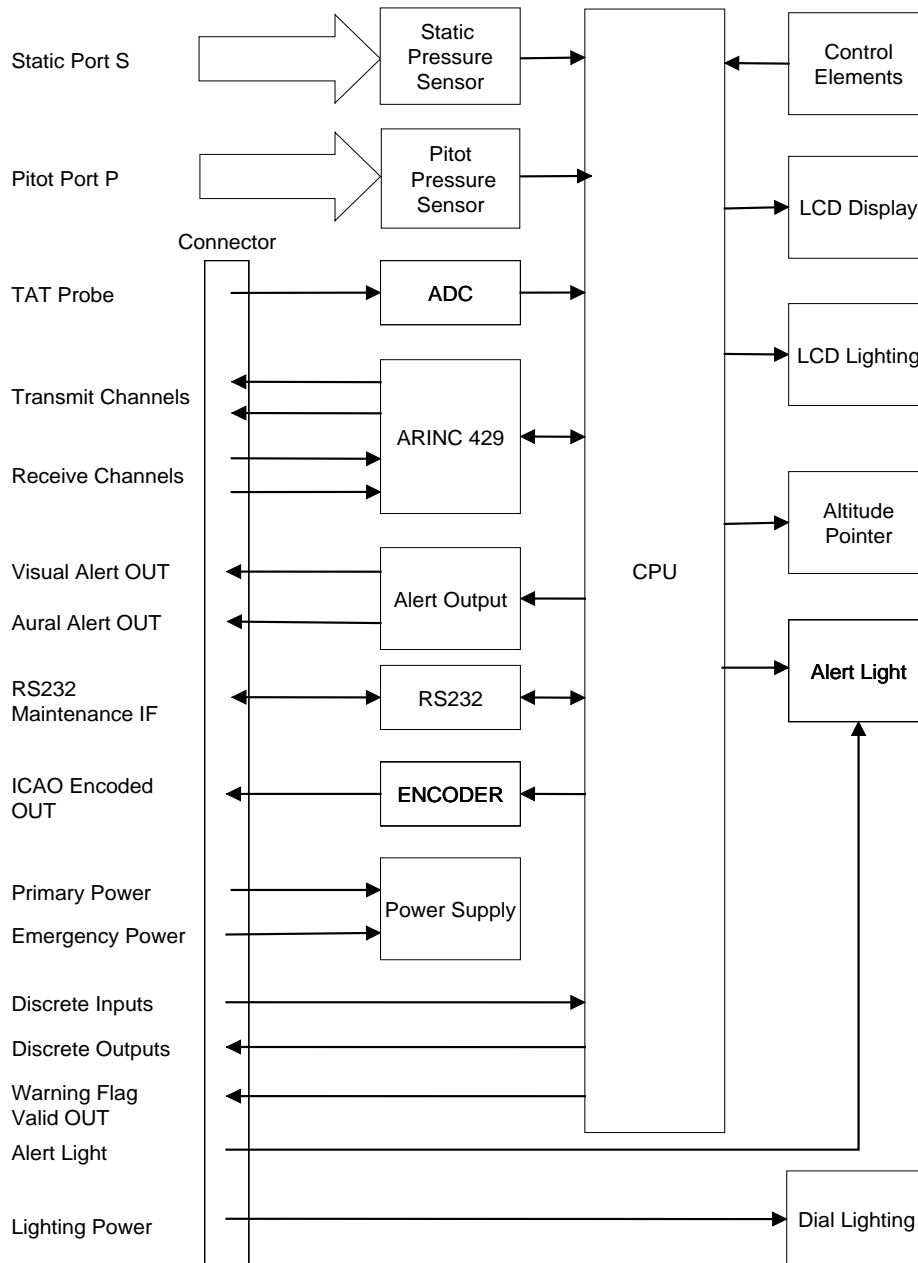 Static Port S
Static
Pressure
Sensor
Control
Elements
Pitot Port P
Pitot
Pressure
Sensor
LCD Display
Connector
TAT Probe
ADC
LCD Lighting
Transmit Channels
ARINC 429
Receive Channels
Altitude
Pointer
Visual Alert OUT
CPU
Alert Output
Aural Alert OUT
Alert Light
RS232
Maintenance IF
RS232
ICAO Encoded
OUT
ENCODER
Primary Power
Power Supply
Emergency Power
Discrete Inputs
Discrete Outputs
Warning Flag
Valid OUT
Alert Light
Lighting Power
Dial Lighting